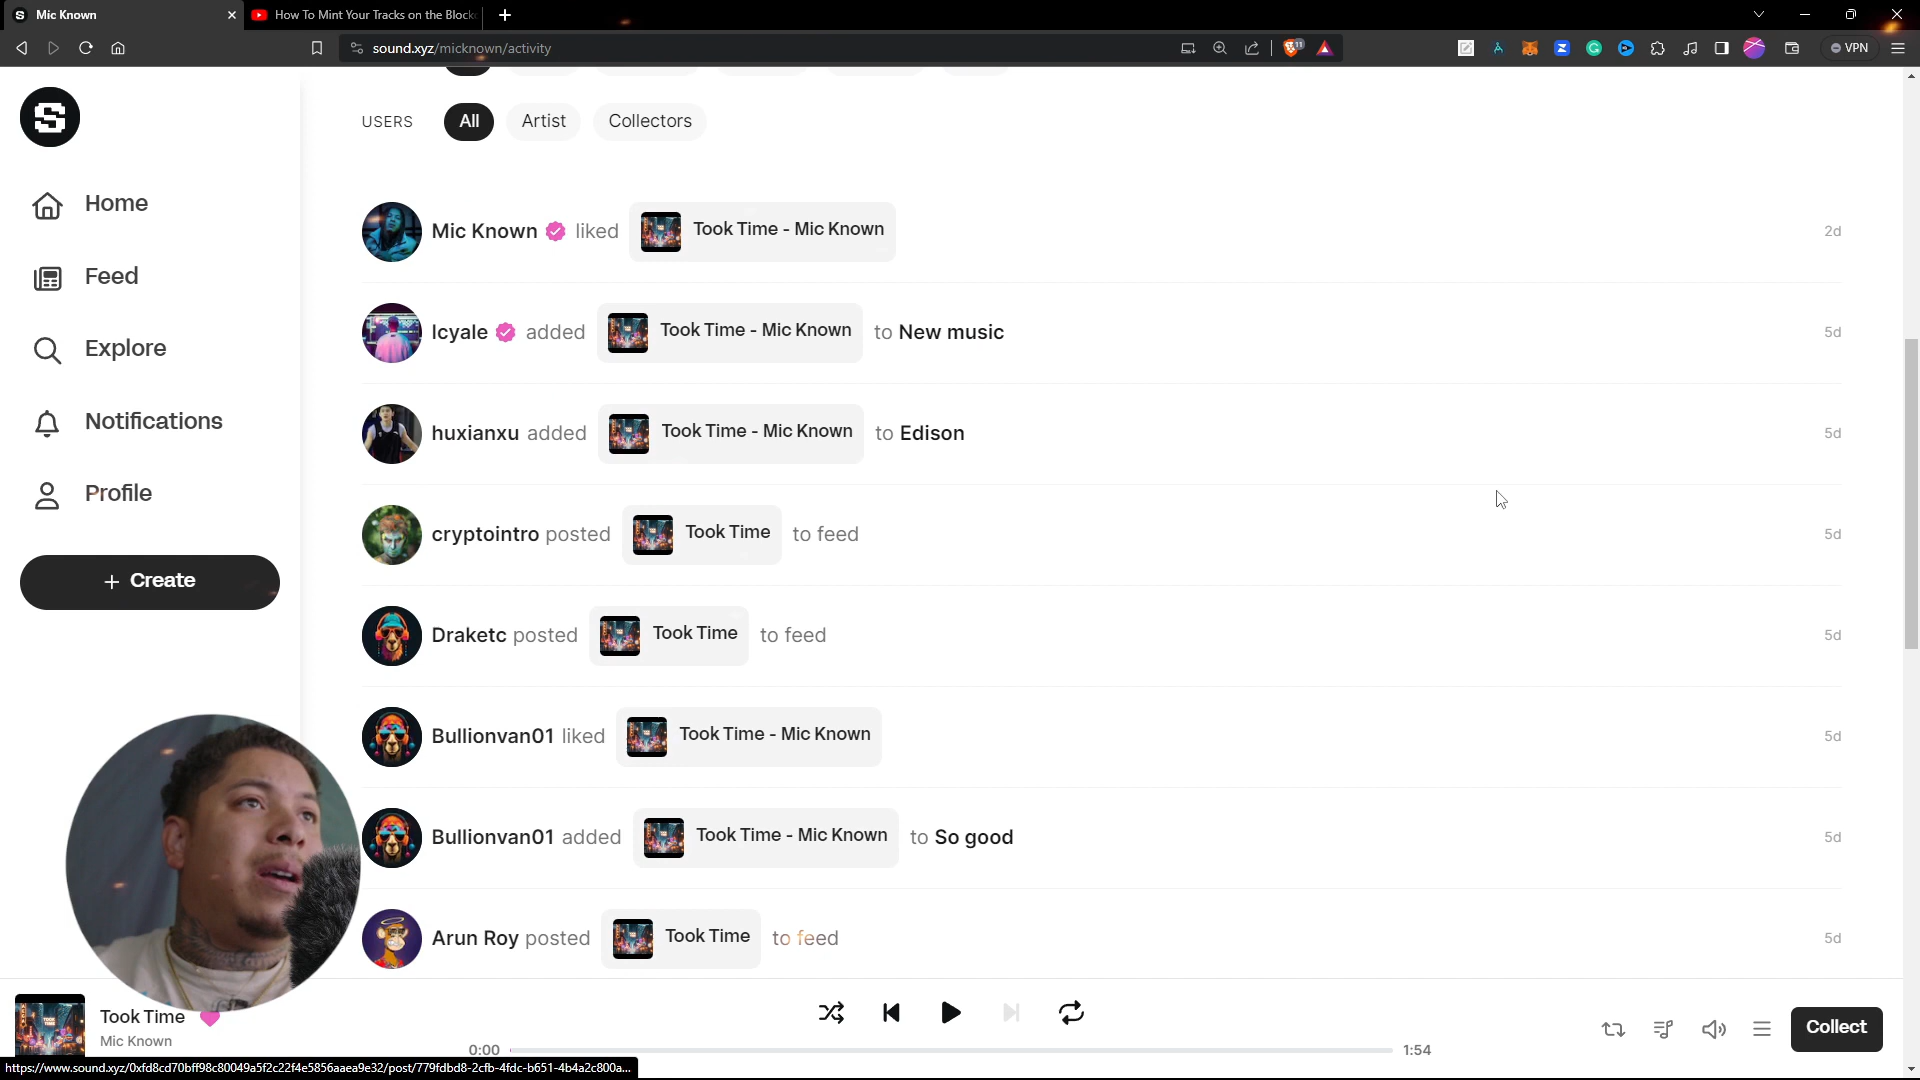 Mic Known
How To Mint Your Tracks on the Block
sound.xyz/micknown/activity
VPN
USERS
All
Artist
Collectors
Home
Feed
Explore
Notifications
Profile
+ Create
Mic Known liked Took Time - Mic Known 2d
Icyale added Took Time - Mic Known to New music 5d
huxianxu added Took Time - Mic Known to Edison 5d
cryptointro posted Took Time to feed 5d
Draketc posted Took Time to feed 5d
Bullionvan01 liked Took Time - Mic Known 5d
Bullionvan01 added Took Time - Mic Known to So good 5d
Arun Roy posted Took Time to feed 5d
Took Time
Mic Known
0:00
1:54
Collect
https://www.sound.xyz/0xfd8cd70bff98c80049a5f2c22f4e5856aaea9e32/post/779fdbd8-2cfb-4fdc-b651-4b4a2c800a...